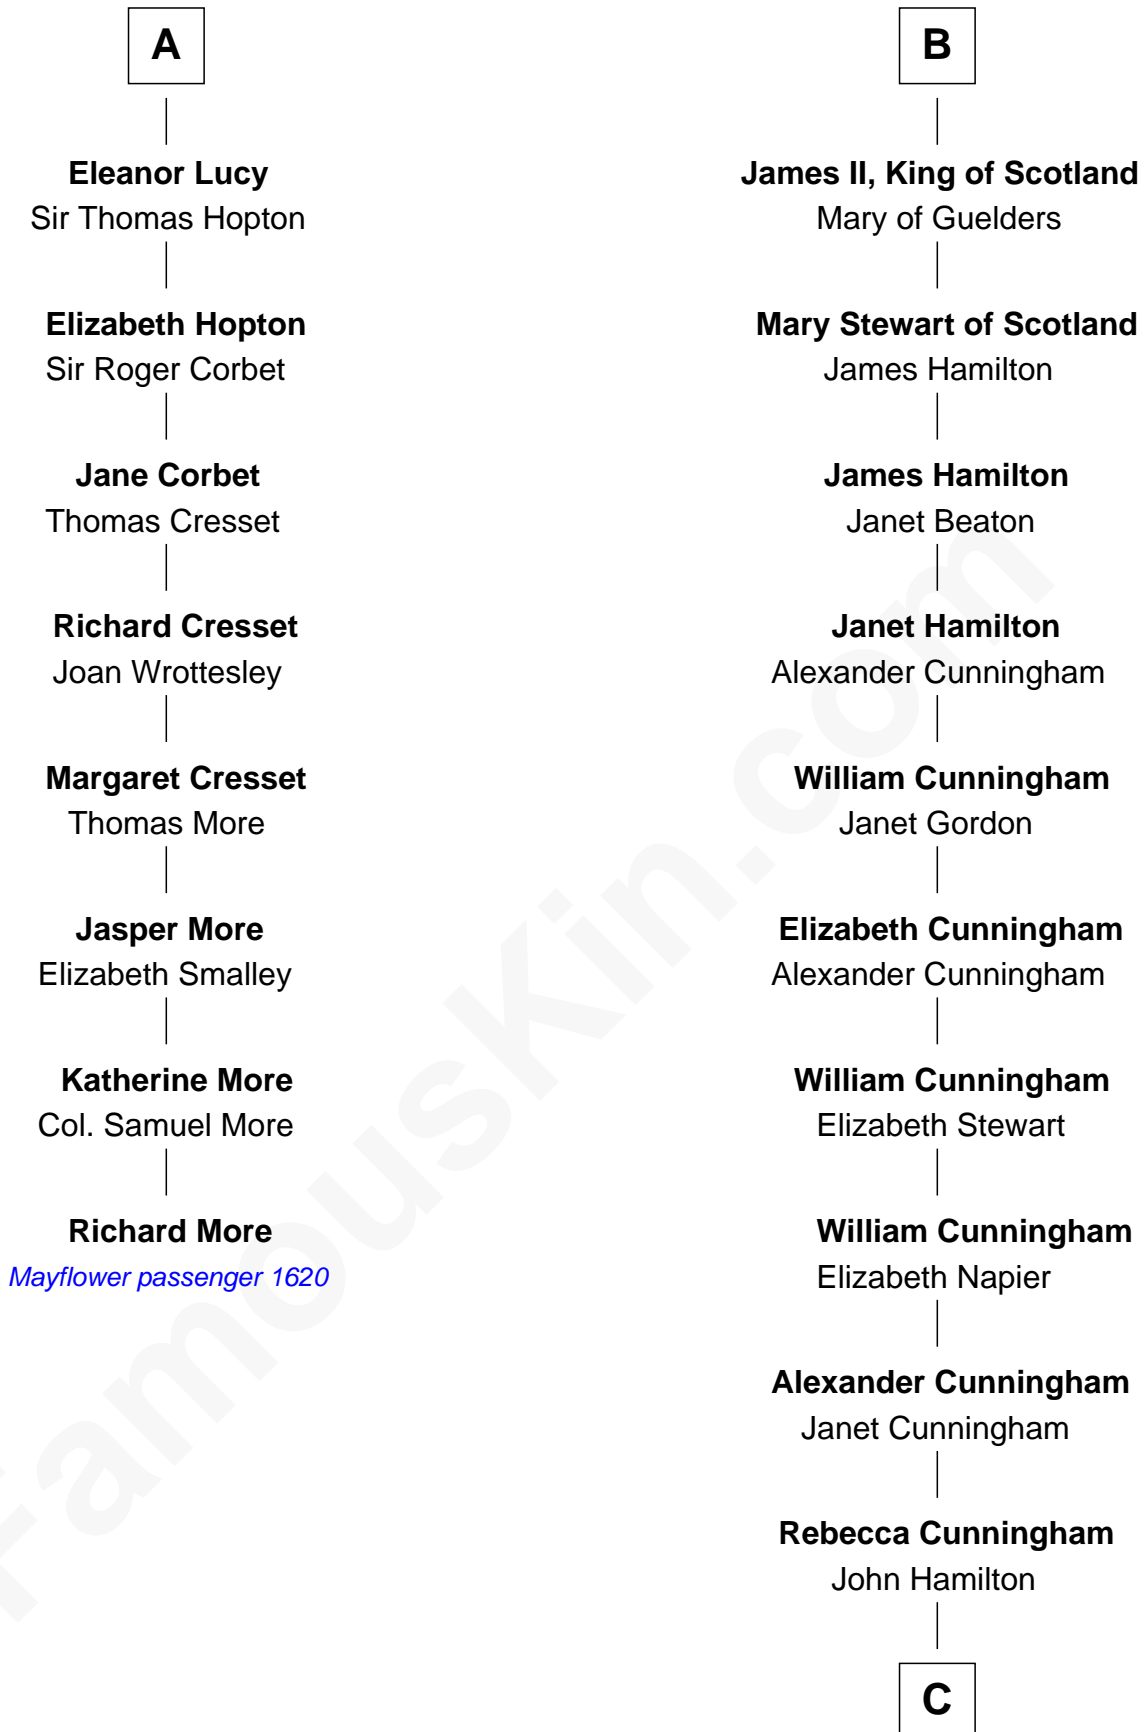 A
Eleanor Lucy
Sir Thomas Hopton
Elizabeth Hopton
Sir Roger Corbet
Jane Corbet
Thomas Cresset
Richard Cresset
Joan Wrottesley
Margaret Cresset
Thomas More
Jasper More
Elizabeth Smalley
Katherine More
Col. Samuel More
Richard More
Mayflower passenger 1620
B
James II, King of Scotland
Mary of Guelders
Mary Stewart of Scotland
James Hamilton
James Hamilton
Janet Beaton
Janet Hamilton
Alexander Cunningham
William Cunningham
Janet Gordon
Elizabeth Cunningham
Alexander Cunningham
William Cunningham
Elizabeth Stewart
William Cunningham
Elizabeth Napier
Alexander Cunningham
Janet Cunningham
Rebecca Cunningham
John Hamilton
C
FamousKin.com